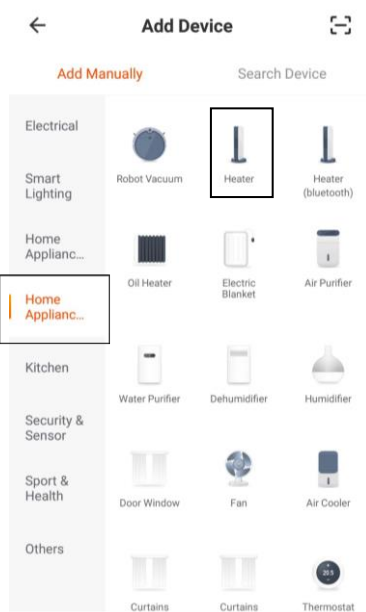 Add Device
Add Manually
Search Device
Electrical
Smart
Lighting
Home
Applianc...
Home
Applianc...
Kitchen
Security &
Sensor
Sport &
Health
Others
Robot Vacuum
Heater
Heater
(bluetooth)
Oil Heater
Electric
Blanket
Air Purifier
Water Purifier
Dehumidifier
Humidifier
Door Window
Fan
Air Cooler
Curtains
Curtains
Thermostat